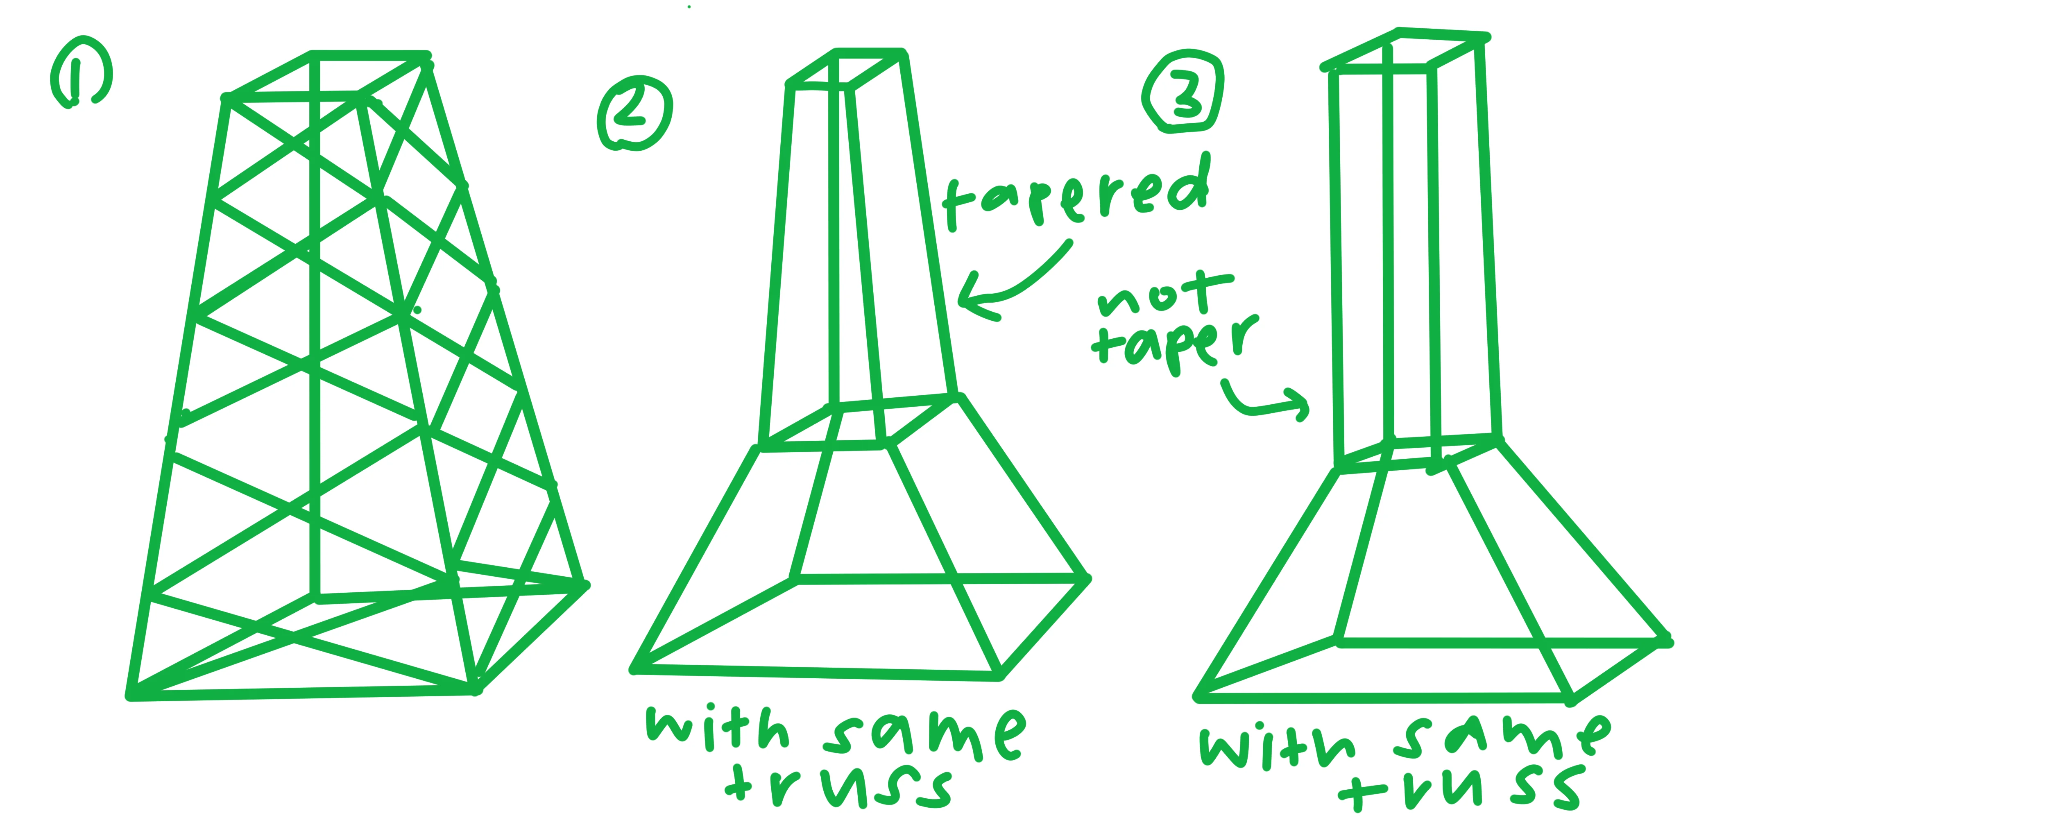 1
2
3
tapered
not
taper
with same
truss
with same
truss